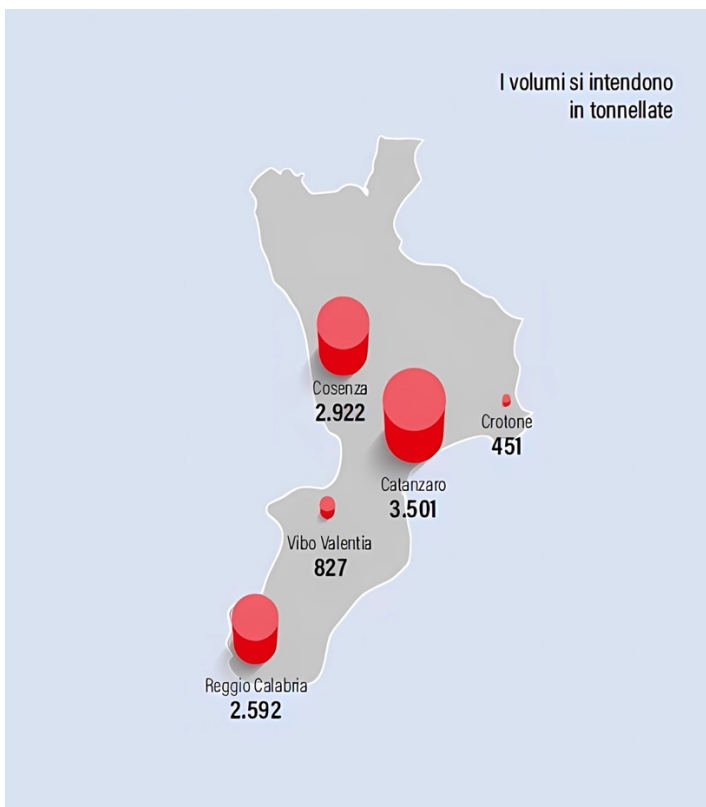 I volumi si intendono
in tonnellate
Cosenza
2.922
Crotone
451
Catanzaro
3.501
Vibo Valentia
827
Reggio Calabria
2.592